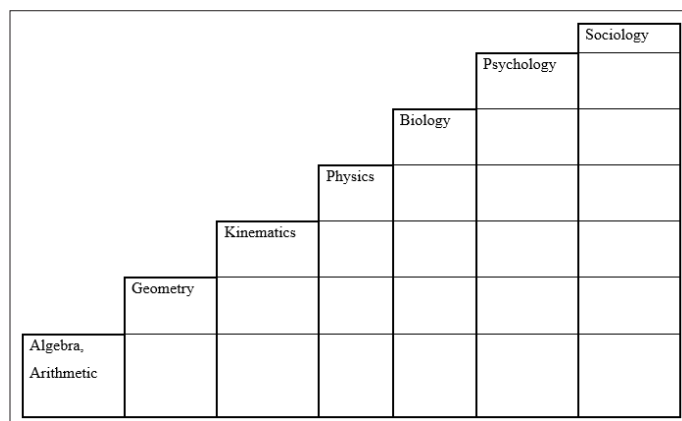 Sociology
Psychology
Biology
Physics
Kinematics
Geometry
Algebra,
Arithmetic